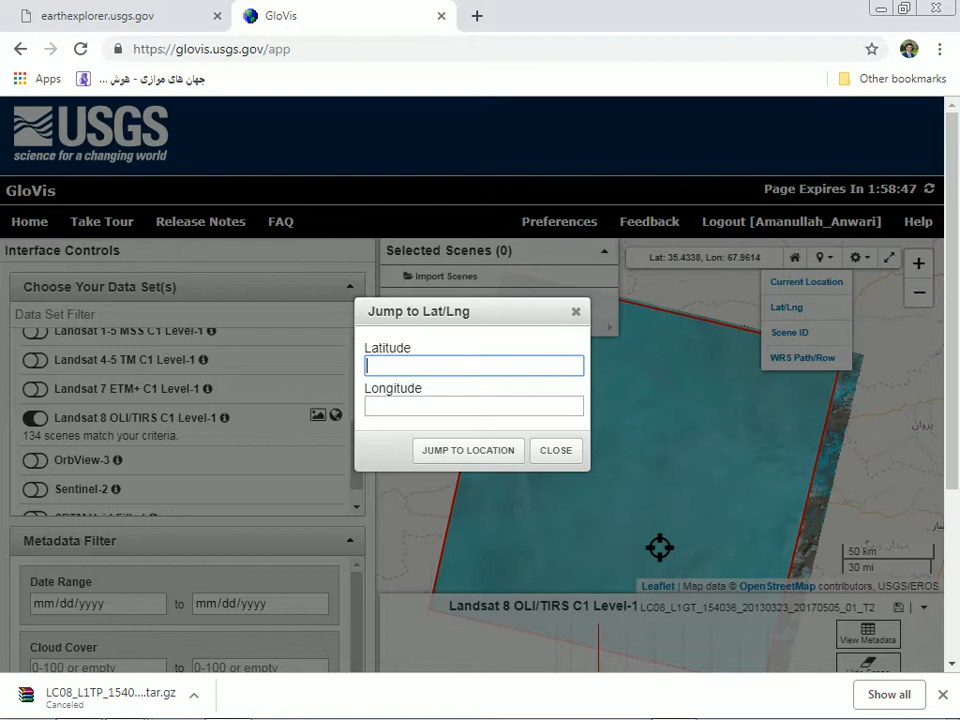 earthexplorer.usgs.gov
GloVis
https://glovis.usgs.gov/app
Apps
جهان های موازی - هوش ...
Other bookmarks
USGS
science for a changing world
GloVis
Page Expires In 1:58:47
Home
Take Tour
Release Notes
FAQ
Preferences
Feedback
Logout [Amanullah_Anwari]
Help
Interface Controls
Choose Your Data Set(s)
Data Set Filter
Landsat 1-5 MSS C1 Level-1
Landsat 4-5 TM C1 Level-1
Landsat 7 ETM+ C1 Level-1
Landsat 8 OLI/TIRS C1 Level-1
134 scenes match your criteria.
OrbView-3
Sentinel-2
SRTM Void Filled
Metadata Filter
Date Range
mm/dd/yyyy to mm/dd/yyyy
Cloud Cover
0-100 or empty to 0-100 or empty
Selected Scenes (0)
Import Scenes
Lat: 35.4338, Lon: 67.9614
Current Location
Lat/Lng
Scene ID
WRS Path/Row
Jump to Lat/Lng
Latitude
Longitude
JUMP TO LOCATION
CLOSE
پروان
50 km
30 mi
Leaflet | Map data © OpenStreetMap contributors, USGS/EROS
Landsat 8 OLI/TIRS C1 Level-1 LC08_L1GT_154036_20130323_20170505_01_T2
View Metadata
Hide Scene
LC08_L1TP_1540....tar.gz
Canceled
Show all